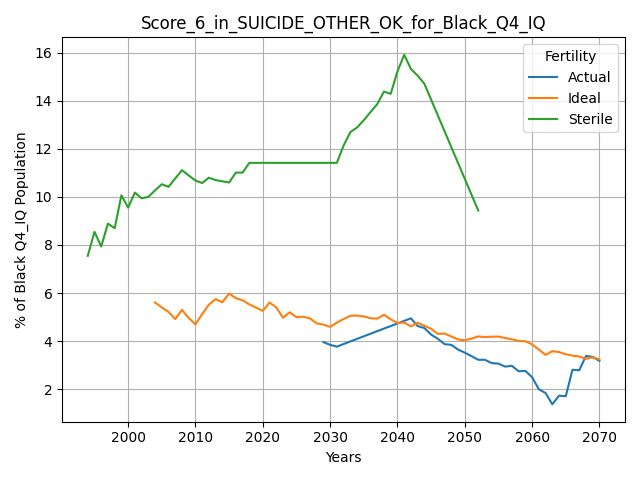 Score_6_in_SUICIDE_OTHER_OK_for_Black_Q4_IQ
% of Black Q4_IQ Population
16
14
12
10
8
6
4
2
Fertility
Actual
Ideal
Sterile
2000 2010 2020 2030 2040 2050 2060 2070
Years